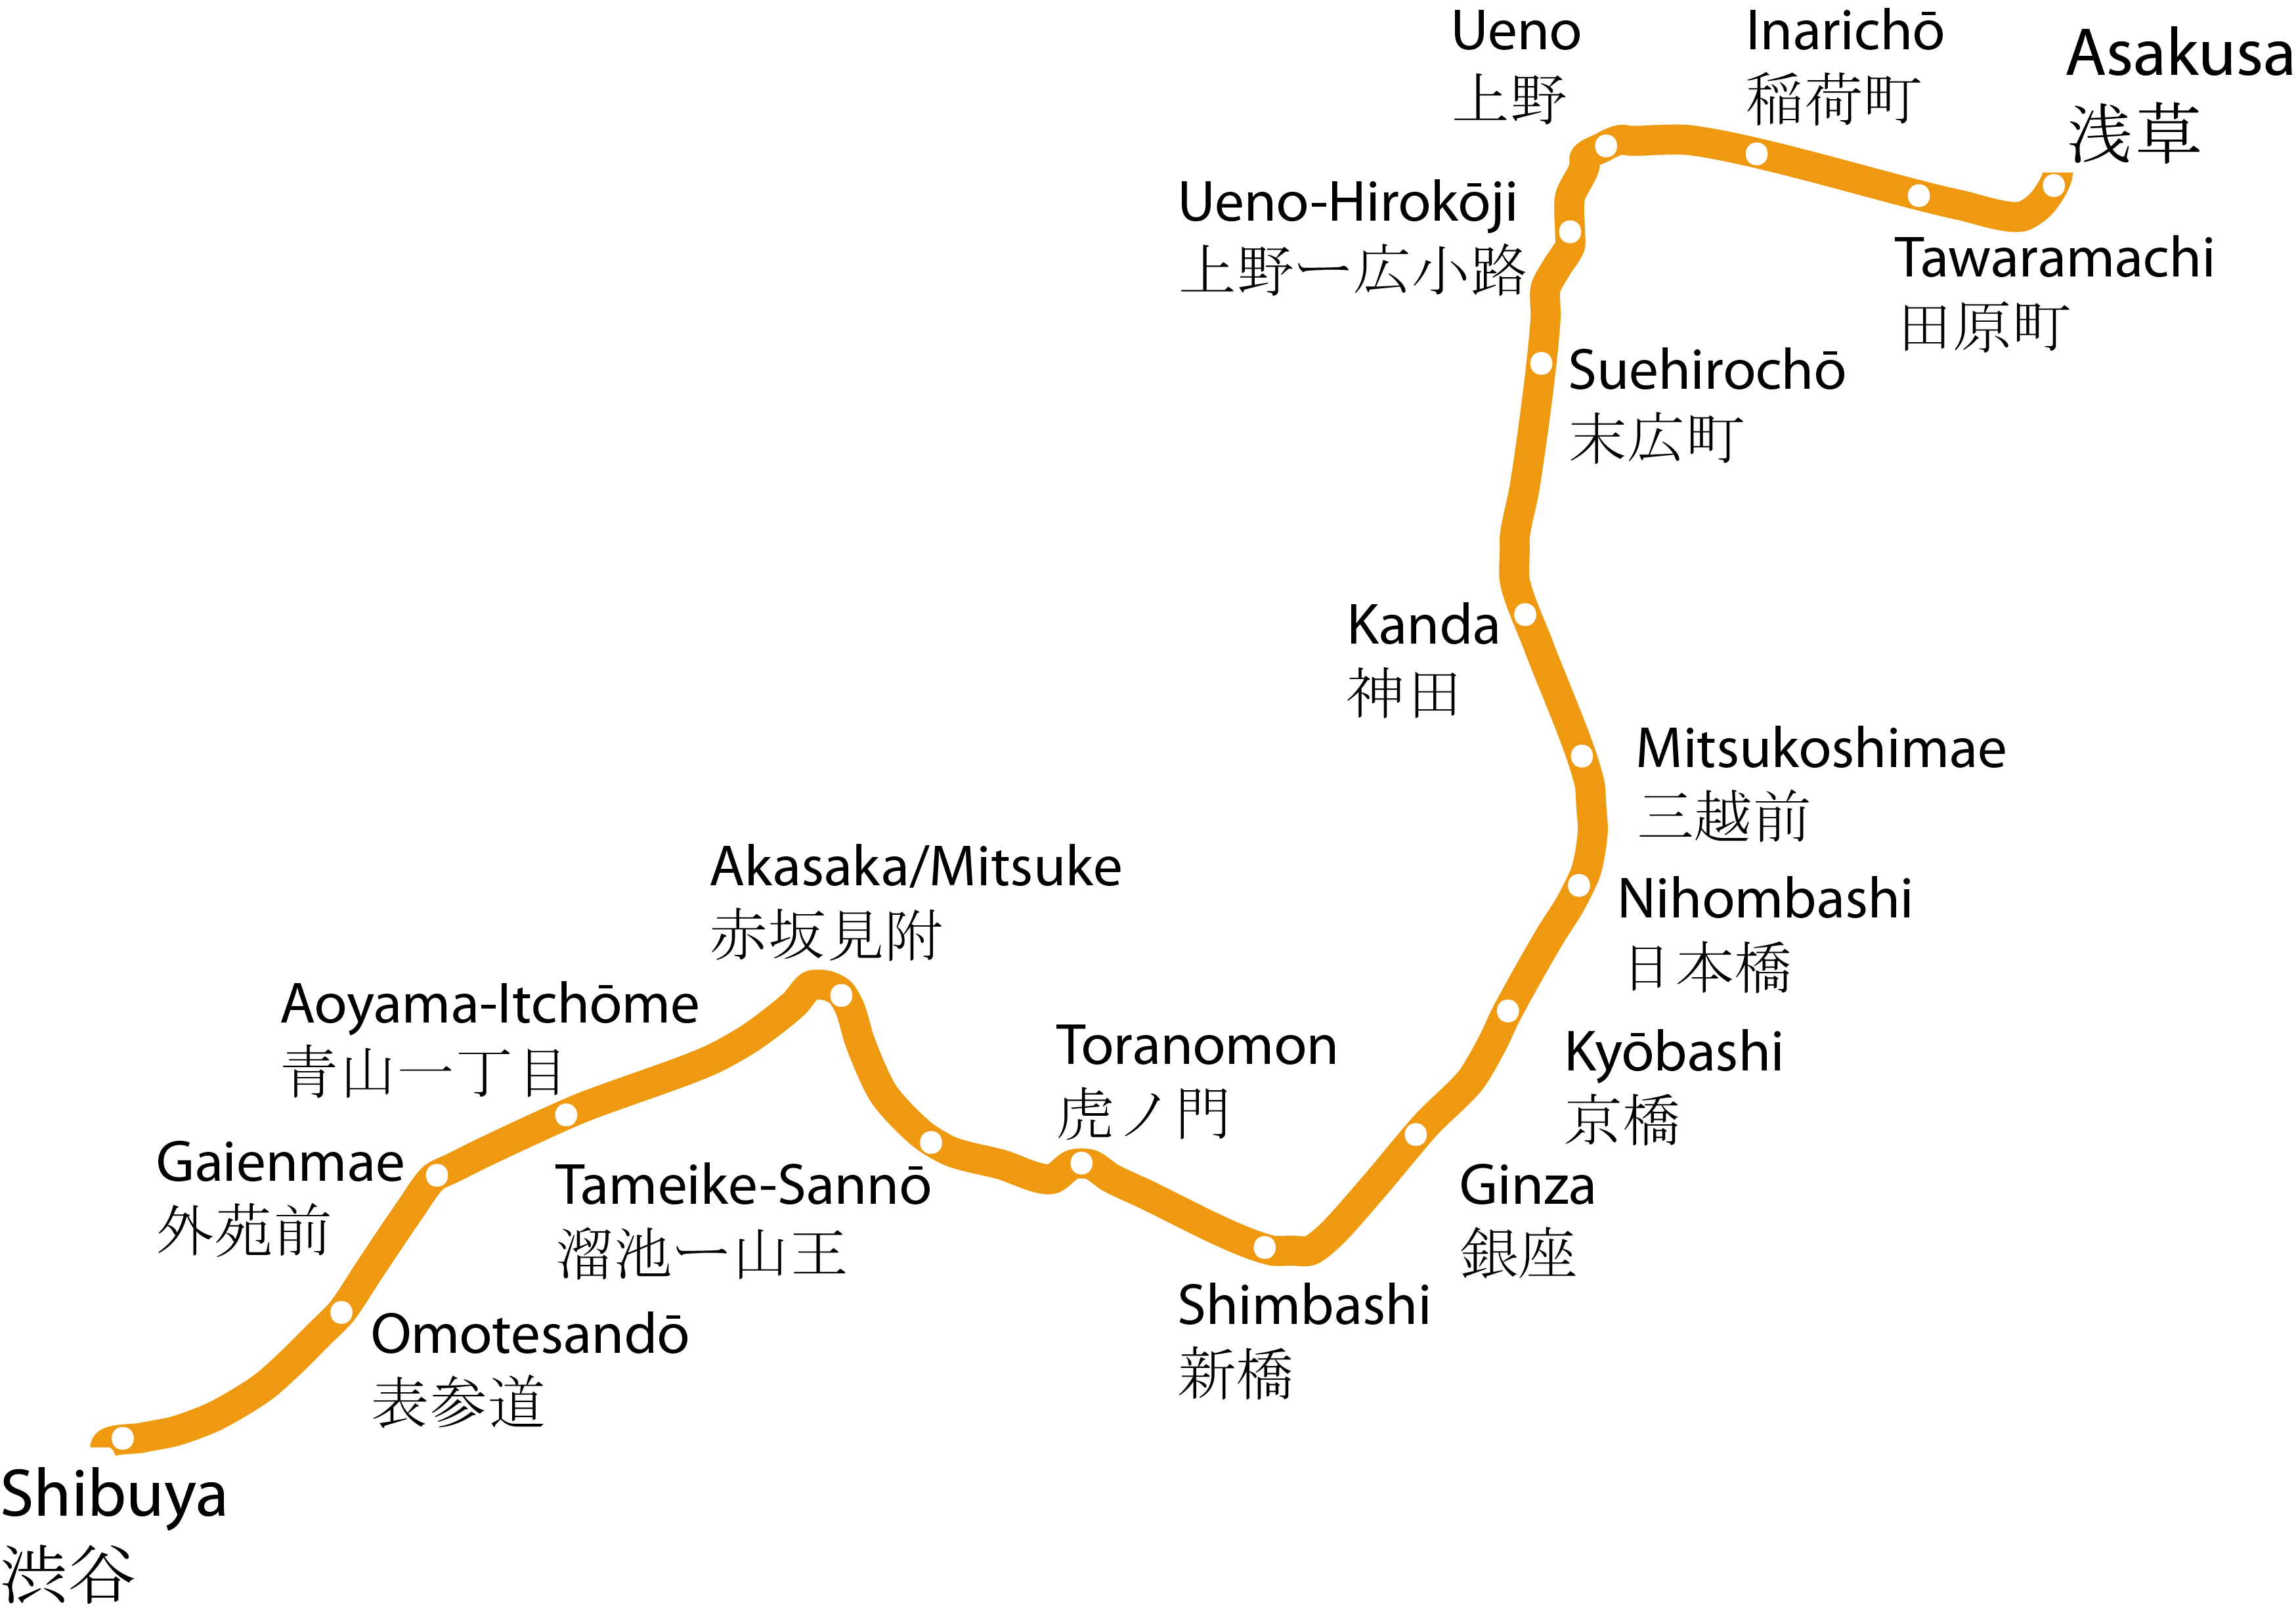 Ueno
上野
Inarichō
稲荷町
Asakusa
浅草
Ueno-Hirokōji
上野ー広小路
Tawaramachi
田原町
Suehirochō
末広町
Kanda
神田
Mitsukoshimae
三越前
Akasaka/Mitsuke
赤坂見附
Nihombashi
日本橋
Aoyama-Itchōme
青山一丁目
Toranomon
虎ノ門
Kyōbashi
京橋
Gaienmae
外苑前
Tameike-Sannō
溜池ー山王
Ginza
銀座
Shimbashi
新橋
Omotesandō
表参道
Shibuya
渋谷